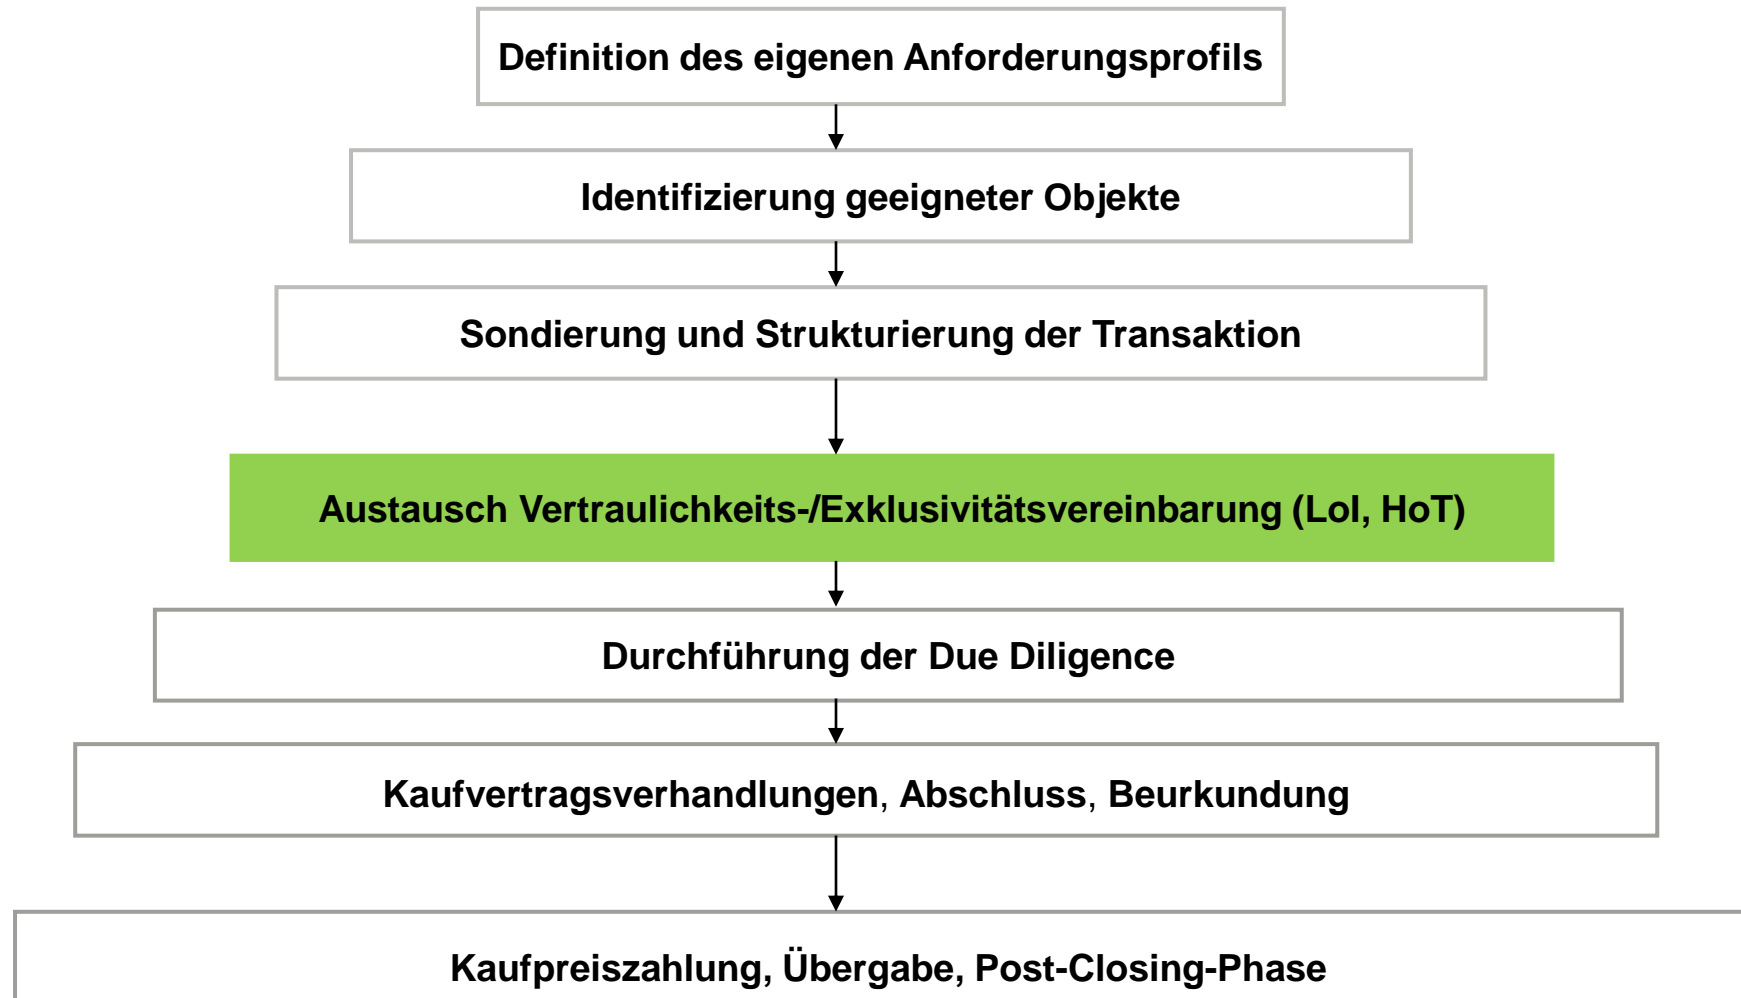 Definition des eigenen Anforderungsprofils
Identifizierung geeigneter Objekte
Sondierung und Strukturierung der Transaktion
Austausch Vertraulichkeits-/Exklusivitätsvereinbarung (LoI, HoT)
Durchführung der Due Diligence
Kaufvertragsverhandlungen, Abschluss, Beurkundung
Kaufpreiszahlung, Übergabe, Post-Closing-Phase